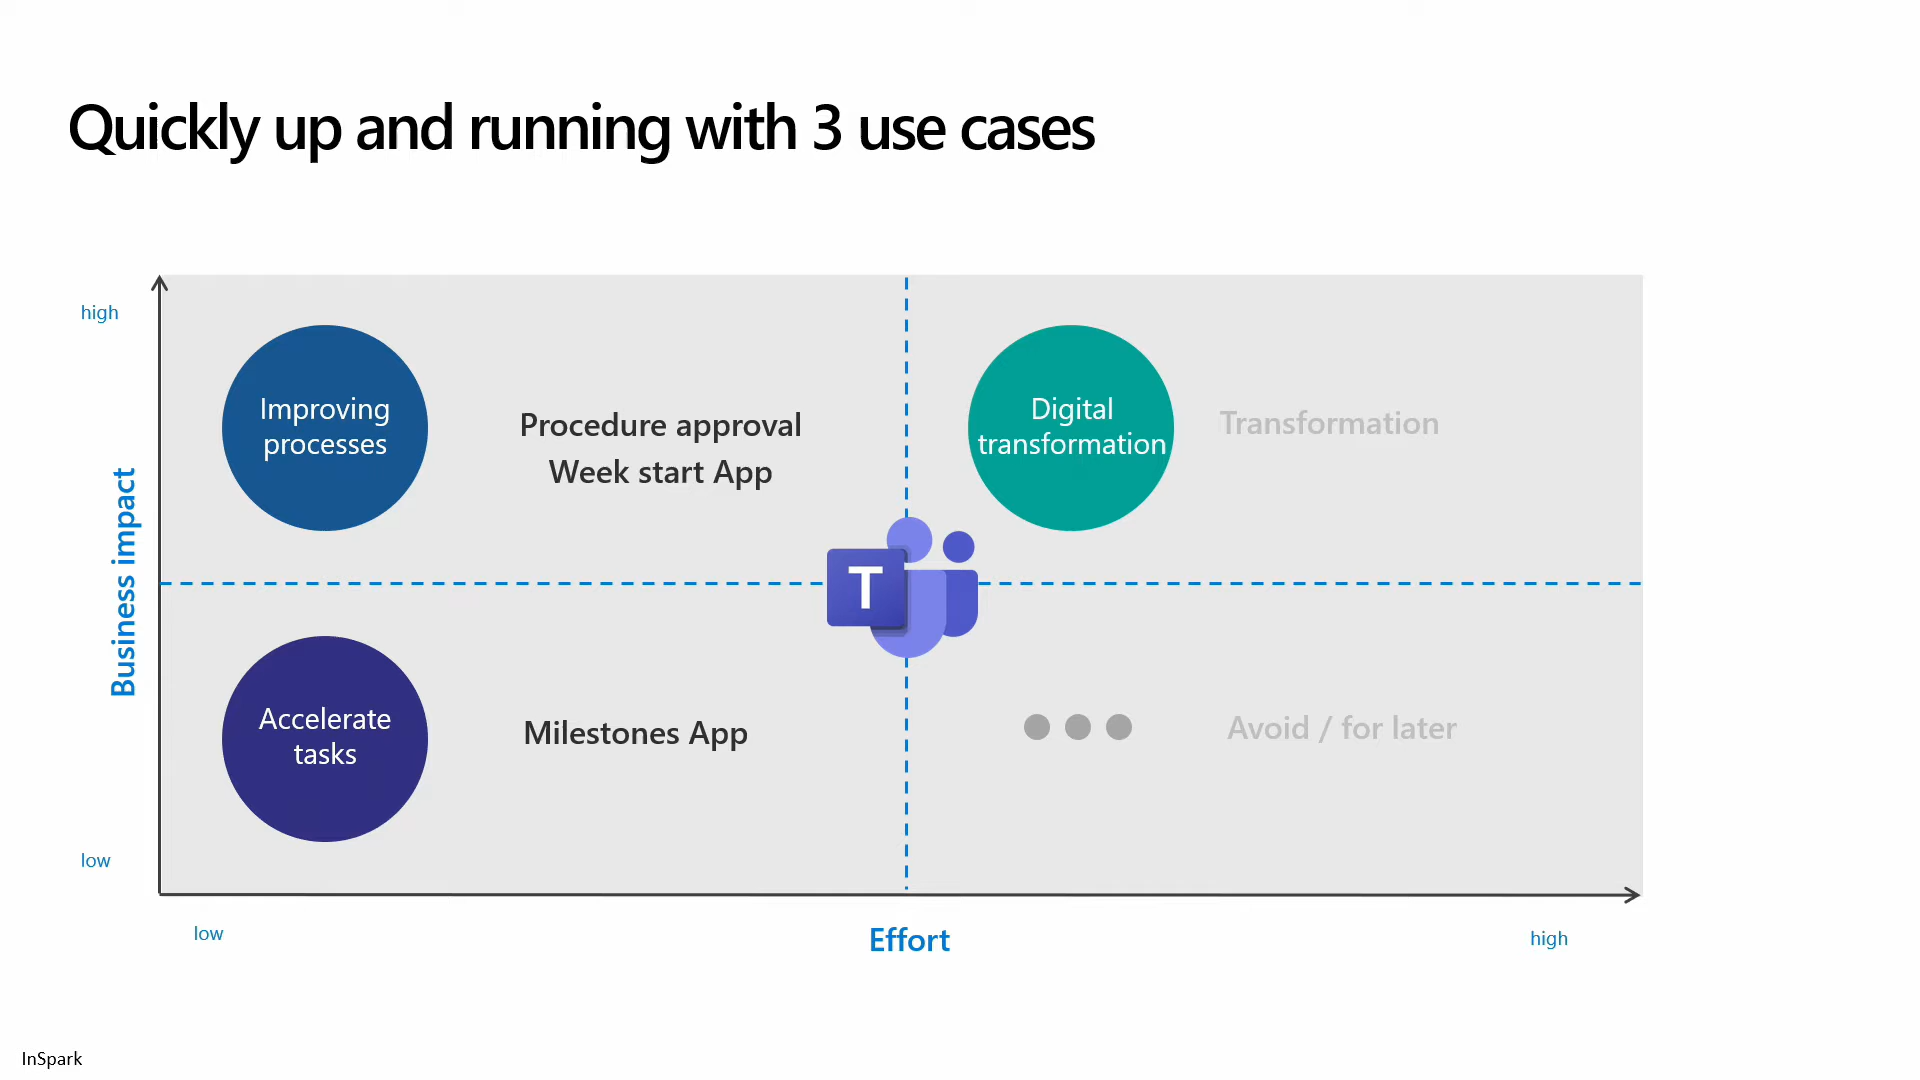 Quickly up and running with 3 use cases
high
Improving
processes
Procedure approval
Week start App
Digital
transformation
Transformation
Business impact
T
Accelerate
tasks
Milestones App
Avoid / for later
low
low
Effort
high
InSpark